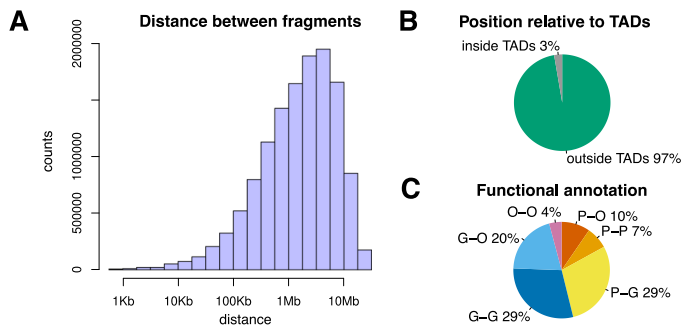 A
Distance between fragments
counts
2000000
1000000
500000
0
1Kb
10Kb
100Kb
1Mb
10Mb
distance
B
Position relative to TADs
inside TADs 3%
outside TADs 97%
C
Functional annotation
O−O 4%
P−O 10%
P−P 7%
G−O 20%
P−G 29%
G−G 29%